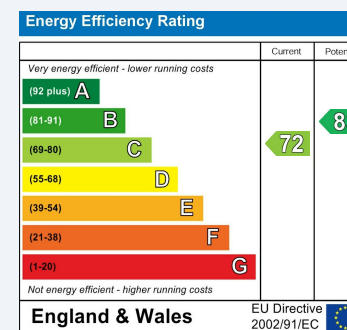 Energy Efficiency Rating
Current
Very energy efficient - lower running costs
(92 plus) A
(81-91) B
(69-80) C
72
(55-68) D
(39-54) E
(21-38) F
(1-20) G
Not energy efficient - higher running costs
England & Wales
EU Directive
2002/91/EC